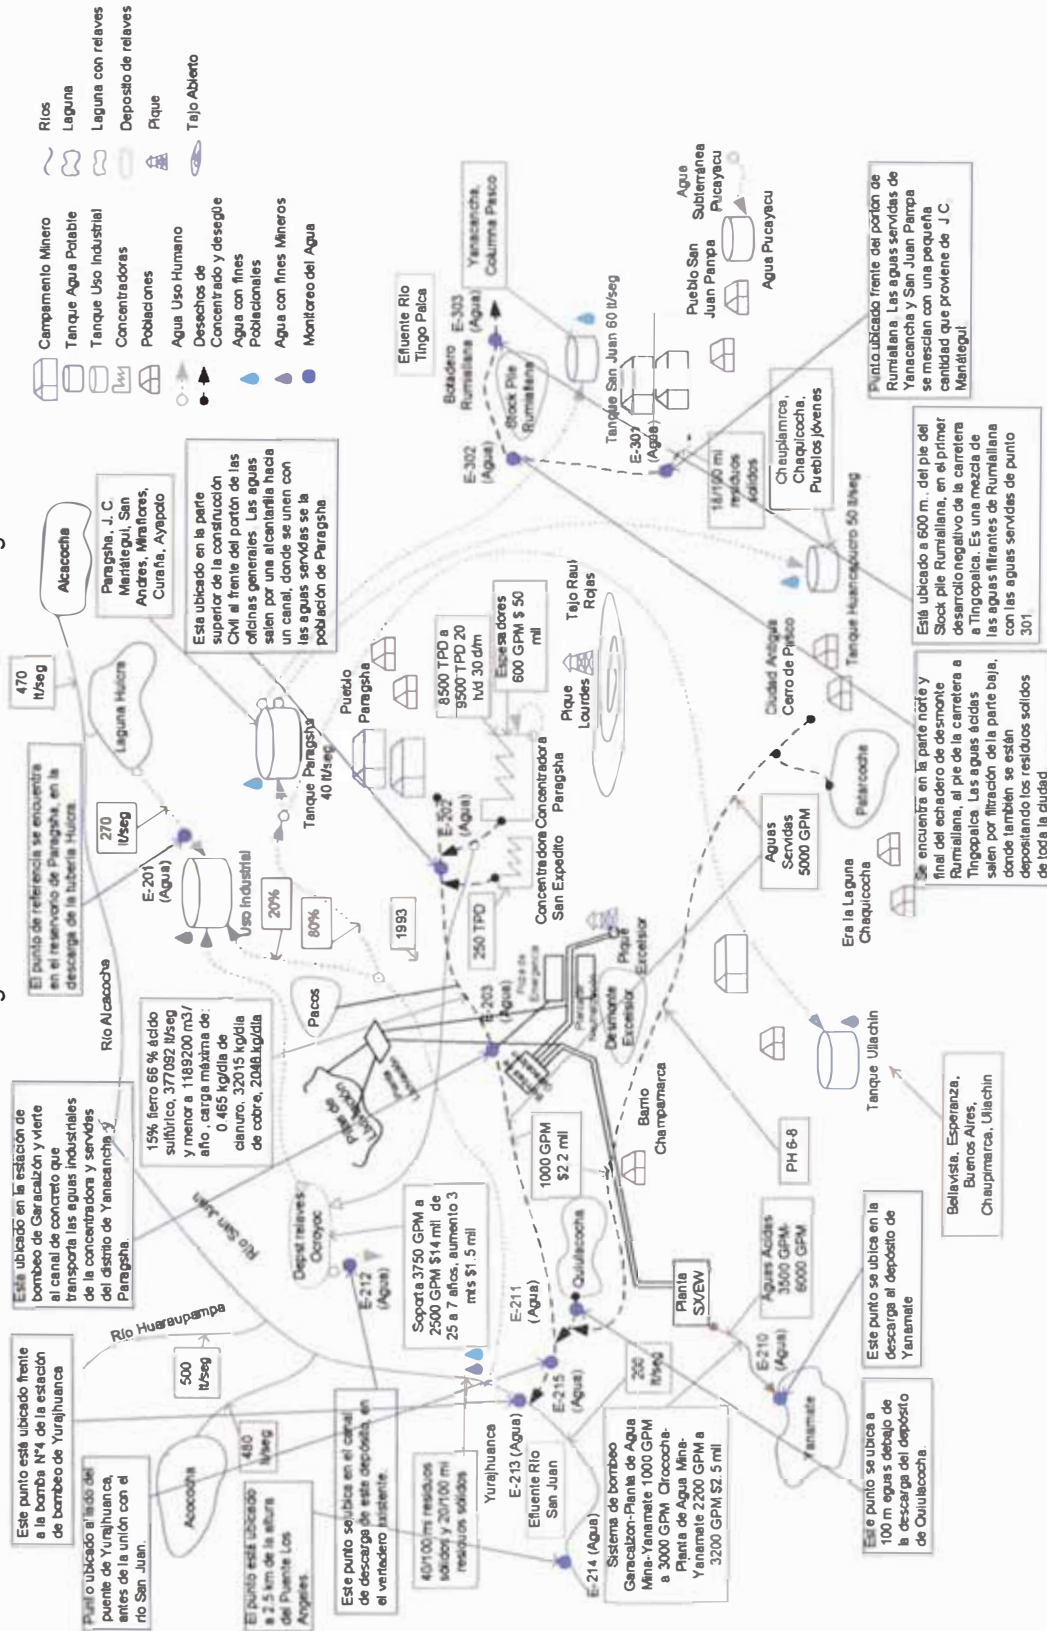 Campamento Minero
Tanque Agua Potable
Tanque Uso Industrial
Concentradoras
Poblaciones
Agua Uso Humano
Desechos de
Concentrado y desegüe
Agua con fines
Poblacionales
Agua con fines Mineros
Monitoreo del Agua
Rios
Laguna
Laguna con relaves
Deposito de relaves
Pique
Tajo Abierto
Este punto está ubicado frente
a la bomba N°4 de la estación
de bombeo de Yurajhuanca
Punto ubicado al lado del
puente de Yurajhuanca,
antes de la unión con el
río San Juan.
Acococha
480
lt/seg
500
lt/seg
Río Huaraupampa
El punto está ubicado
a 2.5 km de la altura
del Puente Los
Angeles
Este punto se ubica en el canal
de descarga de este depósito, en
el vertadero existente.
40/100 mi residuos
solidos y 20/100 mi
residuos solidos
Yurajhuanca
E-213 (Agua)
Efluente Río
San Juan
E-214 (Agua)
E-215
(Agua)
E-211
(Agua)
E-212
(Agua)
Sistema de bombeo
Garacalzon-Planta de Agua
Mina-Yanamate 1000 GPM
a 3000 GPM Orococha-
Planta de Agua Mina-
Yanamate 2200 GPM a
3200 GPM $2.5 mil
200
lt/seg
Está ubicado en la estación de
bombeo de Garacalzón y vierte
al canal de concreto que
transporta las aguas industriales
de la concentradora y servidas
del distrito de Yanacancha y
Paragsha.
Río San Juan
Río Alcacocha
15% fierro 66 % ácido
sulfúrico, 377092 lt/seg
y menor a 1189200 m3/
año , carga máxima de:
0.465 kg/dia de
cianuro, 32015 kg/dia
de cobre, 2048 kg/dia
Depst relaves
Ocroyoc
Soporta 3750 GPM a
2500 GPM $14 mil de
25 a 7 años, aumento 3
mts $1.5 mil
Pacos
1000 GPM
$2.2 mil
Quiulacocha
Planta
SX/EW
Aguas Acidas
3500 GPM-
6000 GPM
E-210
(Agua)
Yanamate
Este punto se ubica en la
descarga al depósito de
Yanamate
Este punto se ubica a
100 m eguas debajo de
la descarga del depósito
de Quiulacocha.
El punto de referencia se encuentra
en el reservorio de Paragsha, en la
descarga de la tubería Huicra.
470
lt/seg
Alcacocha
Laguna Huicra
270
lt/seg
E-201
(Agua)
Uso Industrial
20%
80%
1993
Paragsha, J. C.
Mariátegui, San
Andres, Miraflores,
Curaña, Ayapoto
Tanque Paragsha
40 lt/seg
Esta ubicado en la parte
superior de la construcción
Civil al frente del portón de las
oficinas generales. Las aguas
salen por una alcantarilla hacia
un canal, donde se unen con
las aguas servidas se la
población de Paragsha
Pueblo
Paragsha
8500 TPD a
9500 TPD 20
h/d 30 d/m
Espesadores
600 GPM $ 50
mil
E-202
(Agua)
Concentradora
Paragsha
Concentradora
San Expedito
250 TPD
E-203
(Agua)
Pique
Excelsior
Desmonte
Excelsior
Pique
Lourdes
Tajo Raul
Rojas
Barrio
Champamarca
PH 6-8
Aguas
Servidas
5000 GPM
Patarcocha
Era la Laguna
Chaquicocha
Ciudad Antigua
Cerro de Pasco
Tanque Uliachin
Bellavista, Esperanza,
Buenos Aires,
Chaupimarca, Uliachin
Efluente Río
Tingo Palca
Botadero
Rumiallana
E-303
(Agua)
Stock Pile
Rumiallana
E-302
(Agua)
E-301
(Agua)
Yanacancha,
Columna Pasco
Tanque San Juan 60 lt/seg
Pueblo San
Juan Pampa
Agua
Subterránea
Pucayacu
Agua Pucayacu
18/100 mi
residuos
solidos
Chaupiamrca,
Chaquicocha,
Pueblos jóvenes
Tanque Huancapucro 50 lt/seg
Punto ubicado frente del portón de
Rumiallana. Las aguas servidas de
Yanacancha y San Juan Pampa
se mesclan con una pequeña
cantidad que proviene de J.C.
Mariátegui.
Está ubicado a 600 m., del pie del
Stock pile Rumiallana, en el primer
desarrollo negativo de la carretera
a Tingopalca. Es una mezcla de
las aguas filtrantes de Rumiallana
con las aguas servidas de punto
301.
Se encuentra en la parte norte y
final del echadero de desmonte
Rumiallana, al pie de la carretera a
Tingopalca. Las aguas ácidas
salen por filtración de la parte baja,
donde también se están
depositando los residuos solidos
de toda la ciudad